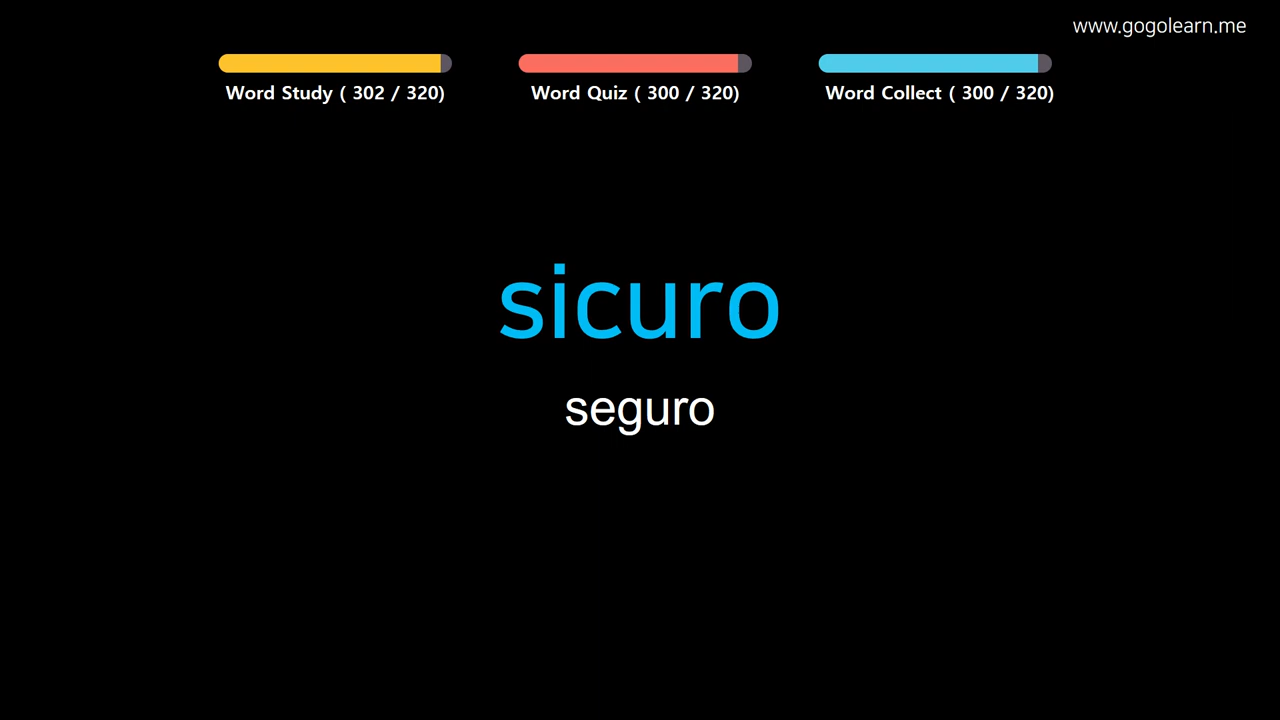 www.gogolearn.me
Word Study ( 302 / 320)
Word Quiz ( 300 / 320)
Word Collect ( 300 / 320)
sicuro
seguro